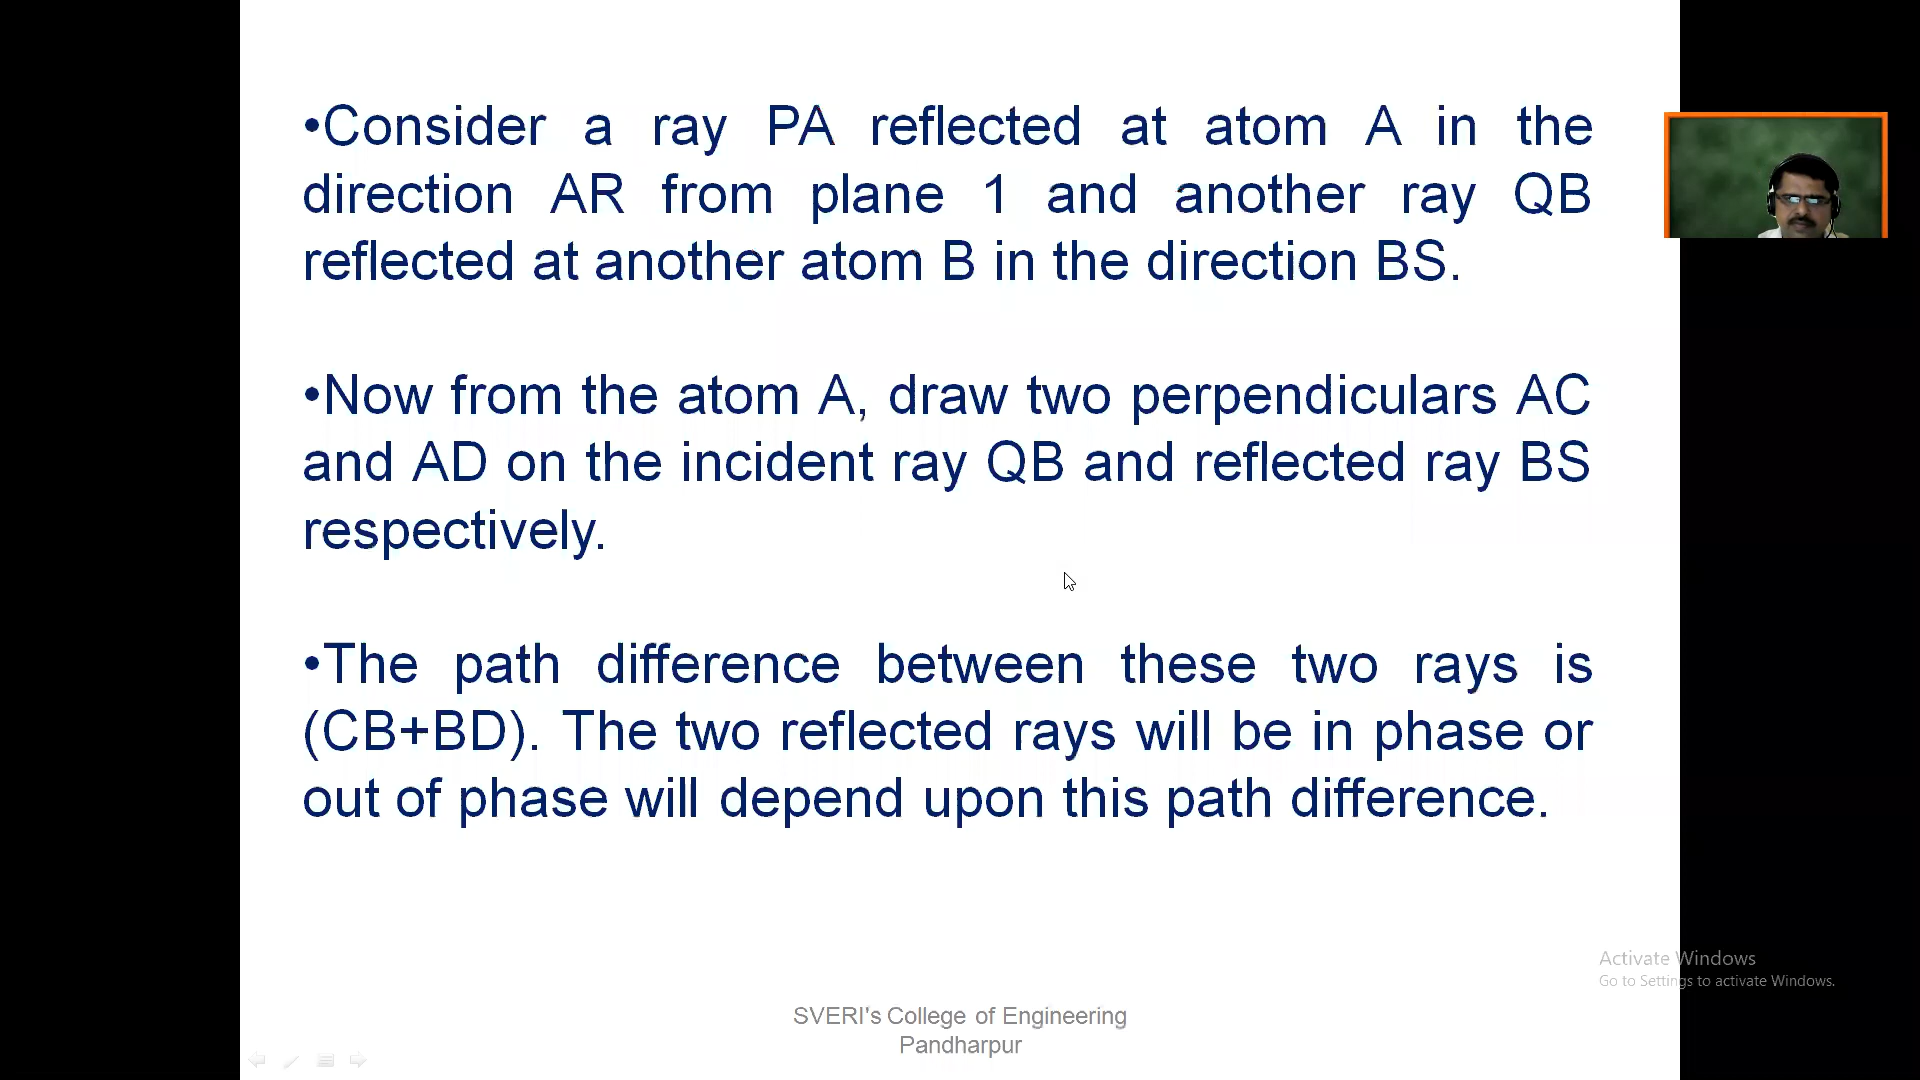 •Consider a ray PA reflected at atom A in the
direction AR from plane 1 and another ray QB
reflected at another atom B in the direction BS.
•Now from the atom A, draw two perpendiculars AC
and AD on the incident ray QB and reflected ray BS
respectively.
•The path difference between these two rays is
(CB+BD). The two reflected rays will be in phase or
out of phase will depend upon this path difference.
Activate Windows
Go to Settings to activate Windows.
SVERI's College of Engineering
Pandharpur